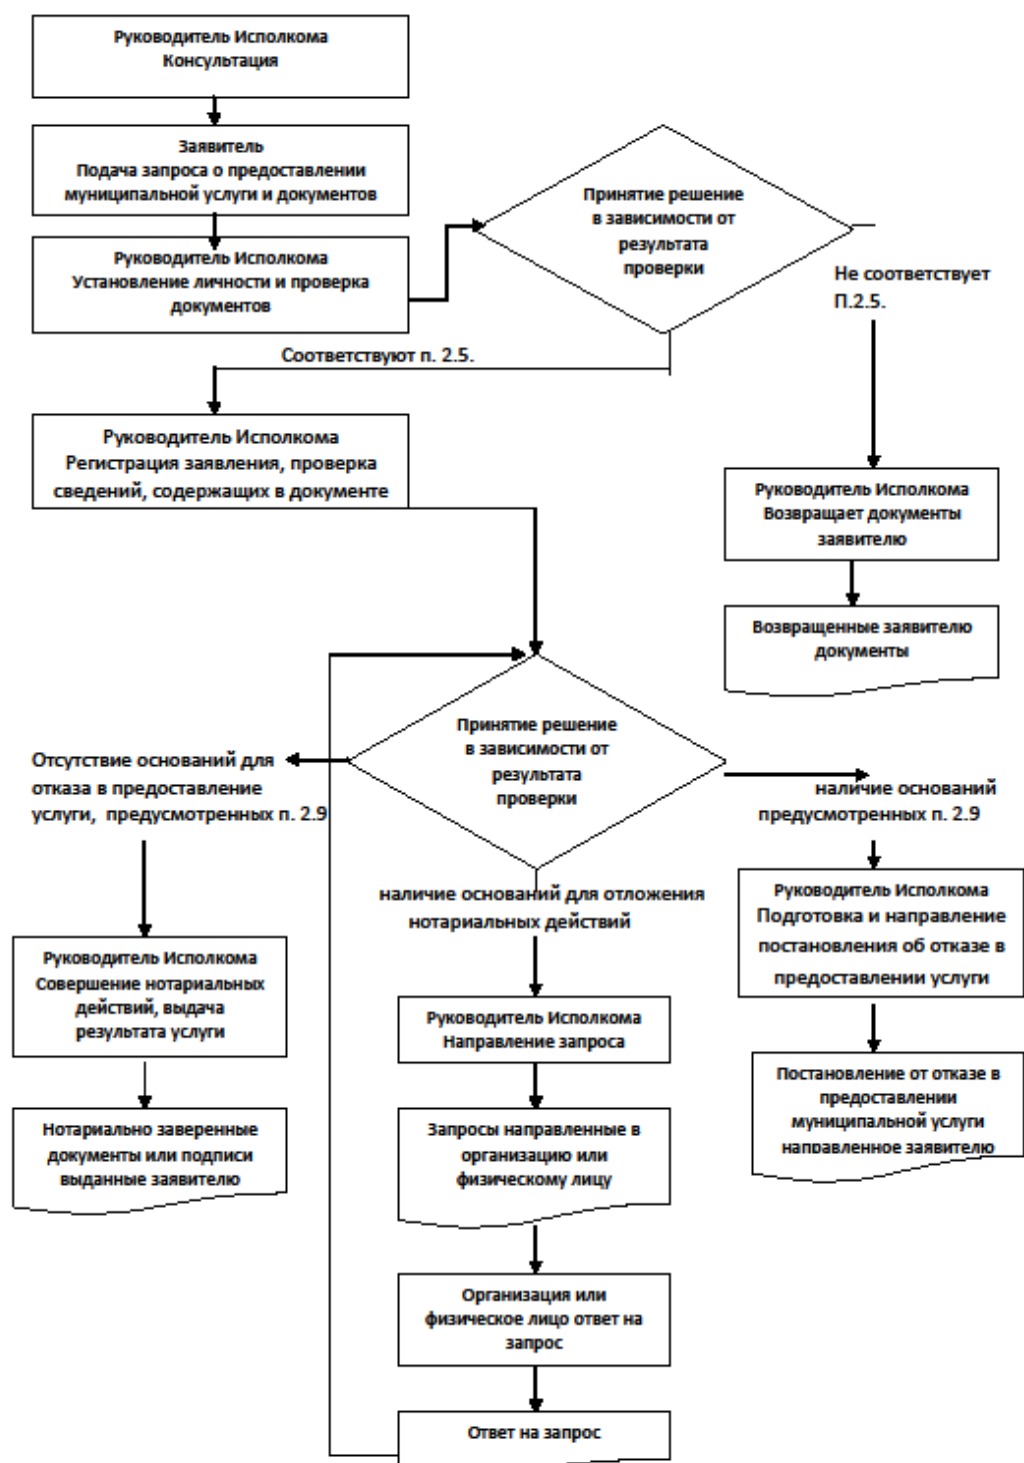 Руководитель Исполкома
Консультация
Заявитель
Подача запроса о предоставлении
муниципальной услуги и документов
Руководитель Исполкома
Установление личности и проверка
документов
Принятие решение
в зависимости от
результата
проверки
Не соответствует
П.2.5.
Соответствуют п. 2.5.
Руководитель Исполкома
Регистрация заявления, проверка
сведений, содержащих в документе
Руководитель Исполкома
Возвращает документы
заявителю
Возвращенные заявителю
документы
Принятие решение
в зависимости от
результата
проверки
Отсутствие оснований для
отказа в предоставление
услуги, предусмотренных п. 2.9
наличие оснований
предусмотренных п. 2.9
наличие оснований для отложения
нотариальных действий
Руководитель Исполкома
Подготовка и направление
постановления об отказе в
предоставлении услуги
Руководитель Исполкома
Совершение нотариальных
действий, выдача
результата услуги
Руководитель Исполкома
Направление запроса
Постановление от отказе в
предоставлении
муниципальной услуги
направленное заявителю
Нотариально заверенные
документы или подписи
выданные заявителю
Запросы направленные в
организацию или
физическому лицу
Организация или
физическое лицо ответ на
запрос
Ответ на запрос